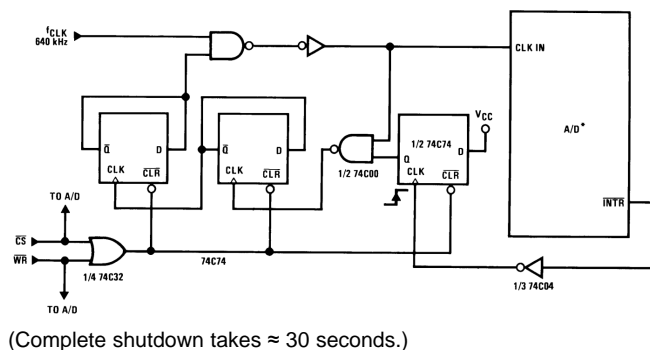 fCLK
640 kHz
CLK IN
A/D*
INTR
VCC
1/2 74C74
D
Q
CLK
CLR
1/2 74C00
Q
D
CLK
CLR
Q
D
CLK
CLR
TO A/D
CS
WR
1/4 74C32
74C74
TO A/D
1/3 74C04
(Complete shutdown takes ≈ 30 seconds.)